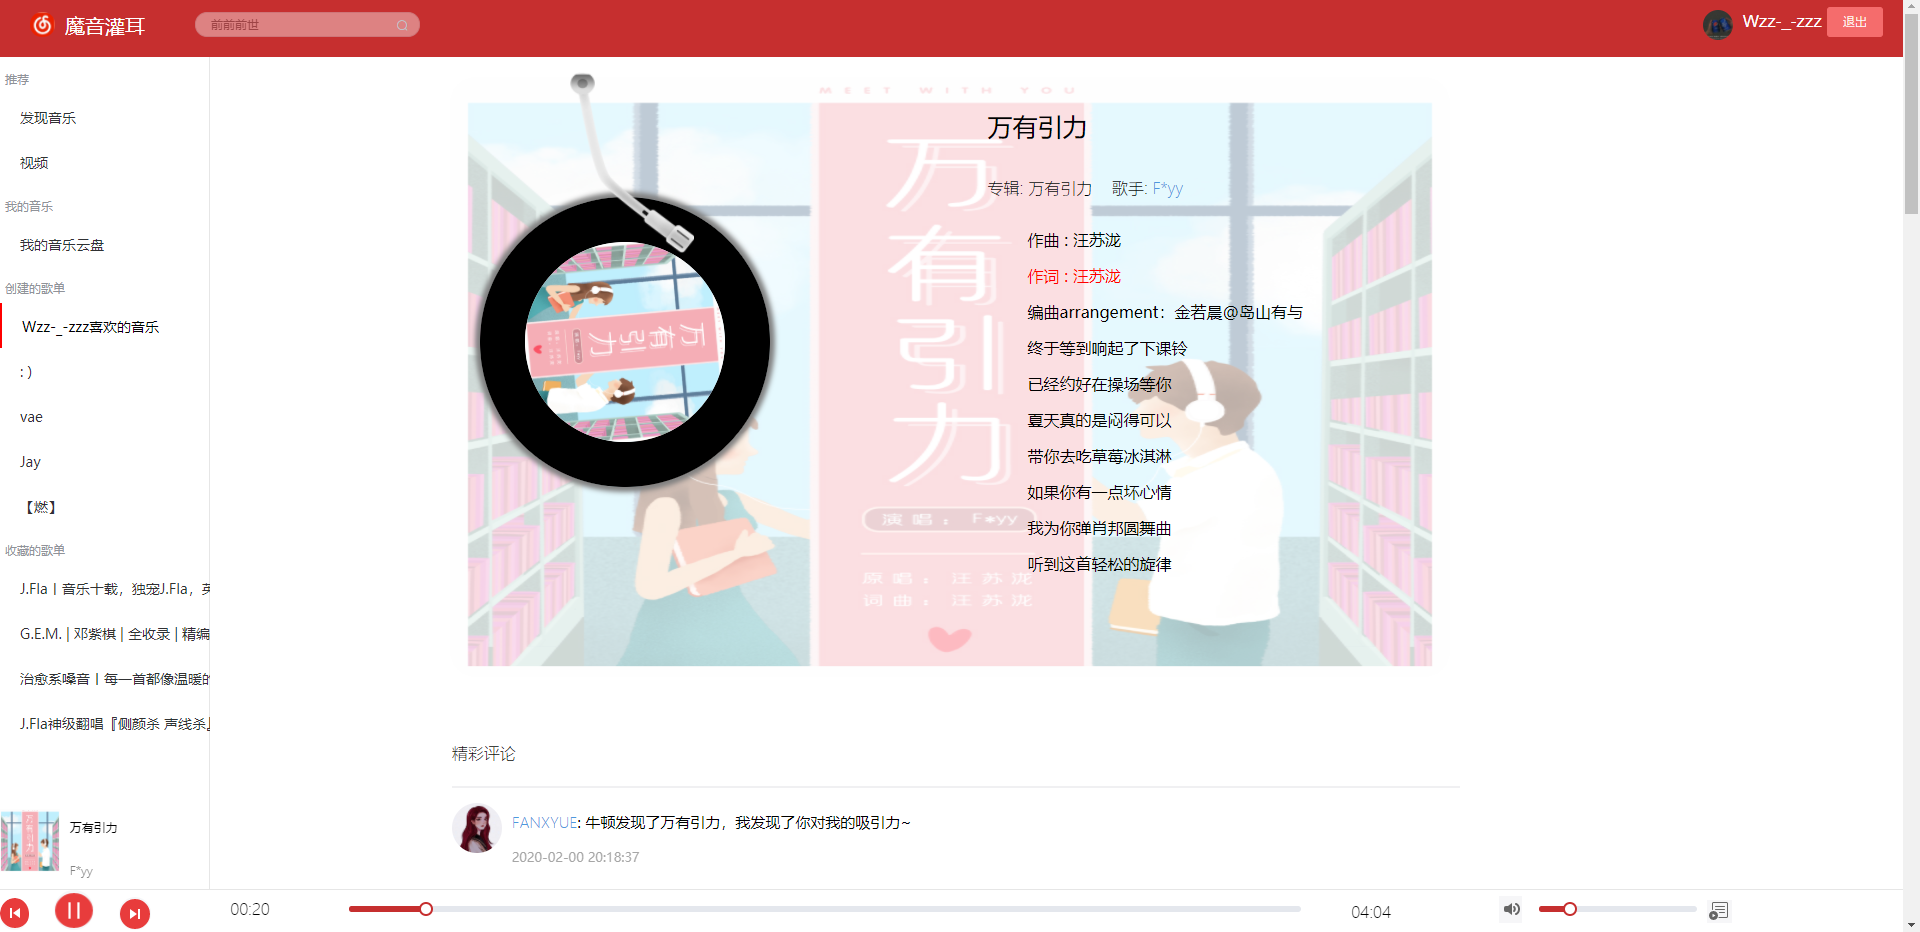 魔音灌耳
前前前世
Wzz-_-zzz
退出
推荐
发现音乐
视频
我的音乐
我的音乐云盘
创建的歌单
Wzz-_-zzz喜欢的音乐
: )
vae
Jay
【燃】
收藏的歌单
J.Fla丨音乐十载，独宠J.Fla，英
G.E.M. | 邓紫棋 | 全收录 | 精编
治愈系嗓音丨每一首都像温暖的
J.Fla神级翻唱『侧颜杀 声线杀』
万有引力
F*yy
MEET WITH YOU
万有引力
演唱： F*yy
原唱：汪苏泷
词曲：汪苏泷
万有引力
万有引力
专辑: 万有引力 歌手: F*yy
作曲 : 汪苏泷
作词 : 汪苏泷
编曲arrangement：金若晨@岛山有与
终于等到响起了下课铃
已经约好在操场等你
夏天真的是闷得可以
带你去吃草莓冰淇淋
如果你有一点坏心情
我为你弹肖邦圆舞曲
听到这首轻松的旋律
精彩评论
FANXYUE: 牛顿发现了万有引力，我发现了你对我的吸引力~
2020-02-00 20:18:37
00:20
04:04